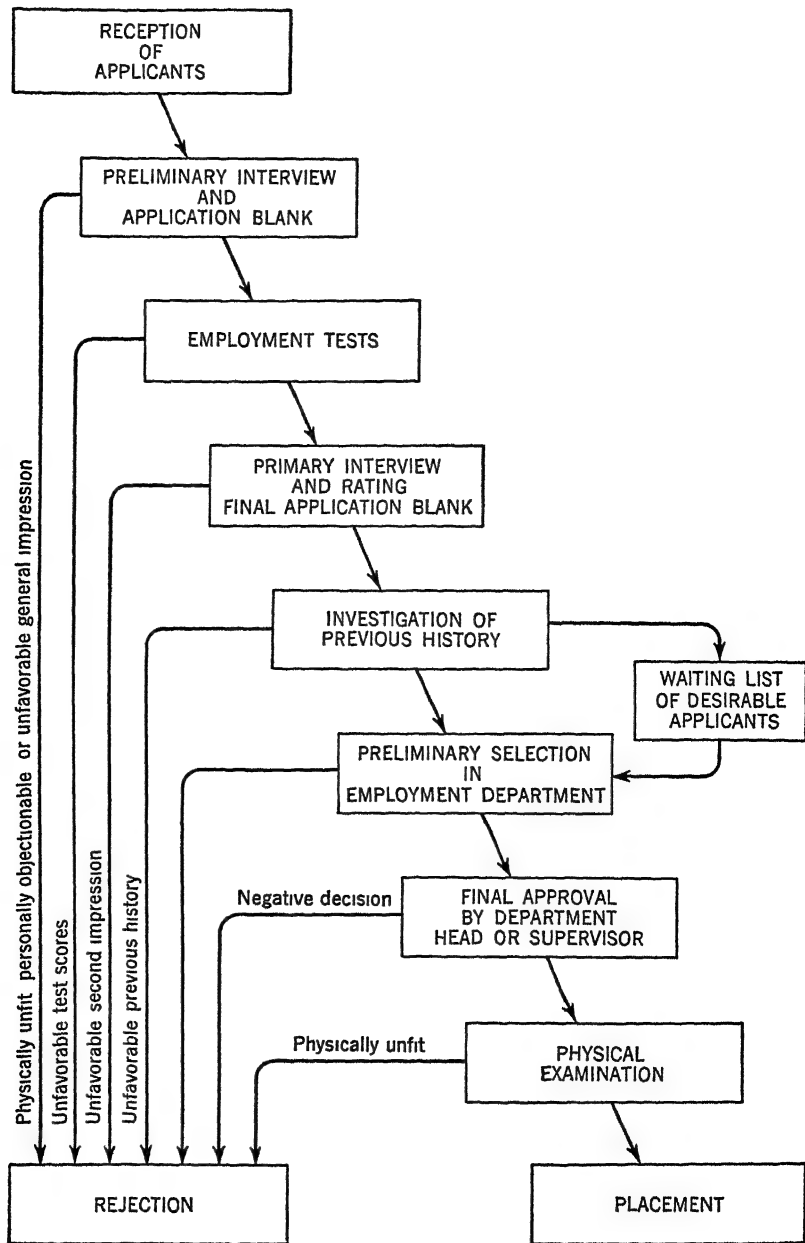 RECEPTION
OF
APPLICANTS
PRELIMINARY INTERVIEW
AND
APPLICATION BLANK
EMPLOYMENT TESTS
PRIMARY INTERVIEW
AND RATING
FINAL APPLICATION BLANK
INVESTIGATION OF
PREVIOUS HISTORY
WAITING LIST
OF DESIRABLE
APPLICANTS
PRELIMINARY SELECTION
IN
EMPLOYMENT DEPARTMENT
Negative decision
FINAL APPROVAL
BY DEPARTMENT
HEAD OR SUPERVISOR
Physically unfit
PHYSICAL
EXAMINATION
Physically unfit personally objectionable or unfavorable general impression
Unfavorable test scores
Unfavorable second impression
Unfavorable previous history
REJECTION
PLACEMENT